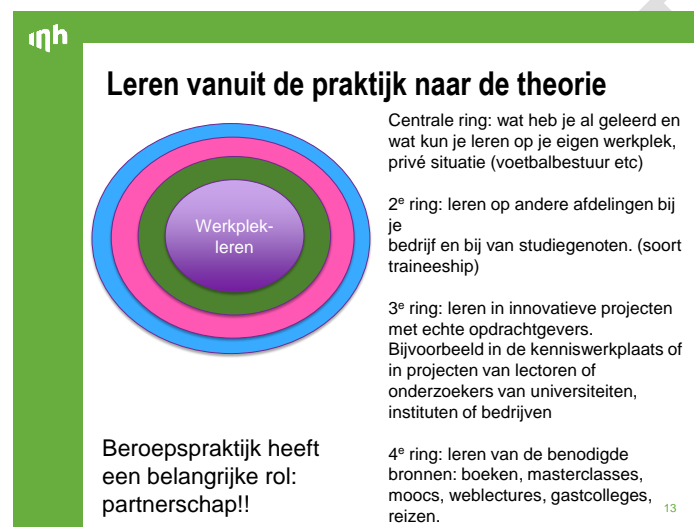 ınh
Leren vanuit de praktijk naar de theorie
Werkplek-
leren
Centrale ring: wat heb je al geleerd en
wat kun je leren op je eigen werkplek,
privé situatie (voetbalbestuur etc)
2e ring: leren op andere afdelingen bij
je
bedrijf en bij van studiegenoten. (soort
traineeship)
3e ring: leren in innovatieve projecten
met echte opdrachtgevers.
Bijvoorbeeld in de kenniswerkplaats of
in projecten van lectoren of
onderzoekers van universiteiten,
instituten of bedrijven
4e ring: leren van de benodigde
bronnen: boeken, masterclasses,
moocs, weblectures, gastcolleges,
reizen.
Beroepspraktijk heeft
een belangrijke rol:
partnerschap!!
13